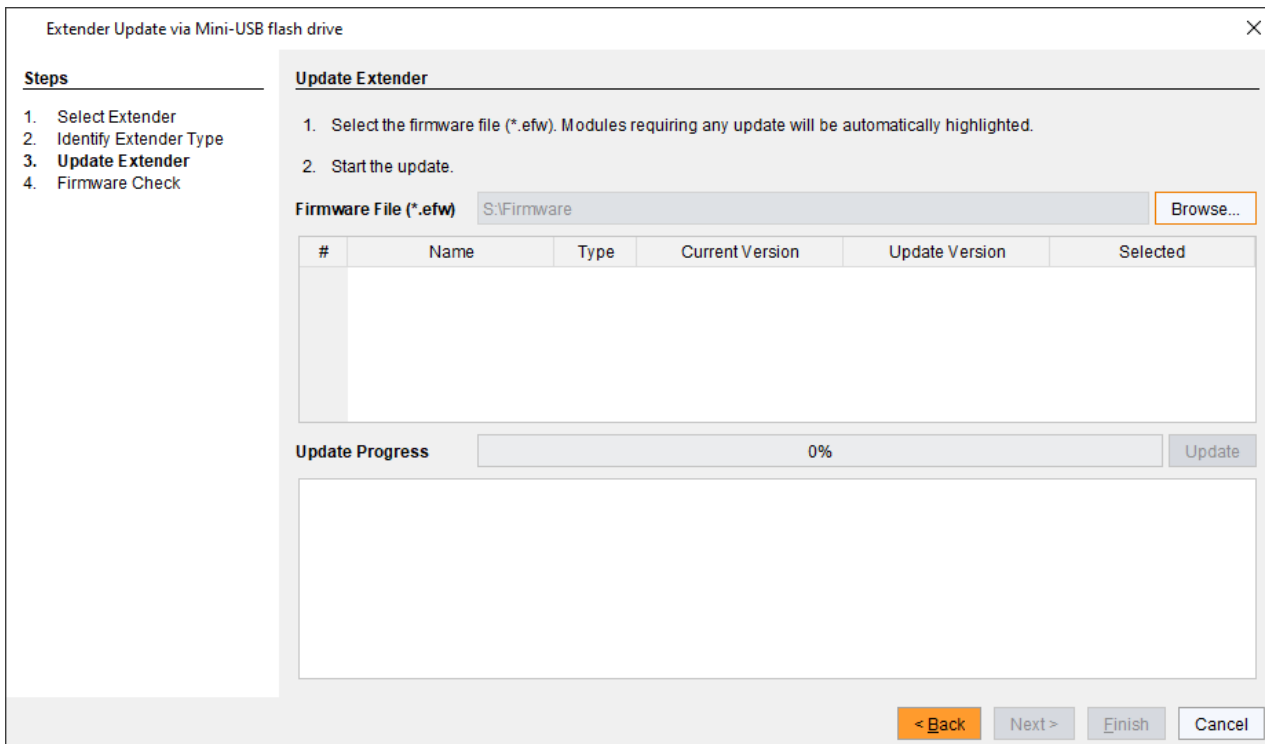 Extender Update via Mini-USB flash drive
Steps
1. Select Extender
2. Identify Extender Type
3. Update Extender
4. Firmware Check
Update Extender
1. Select the firmware file (*.efw). Modules requiring any update will be automatically highlighted.
2. Start the update.
Firmware File (*.efw) S:\Firmware Browse...
# Name Type Current Version Update Version Selected
Update Progress 0% Update
< Back Next > Finish Cancel